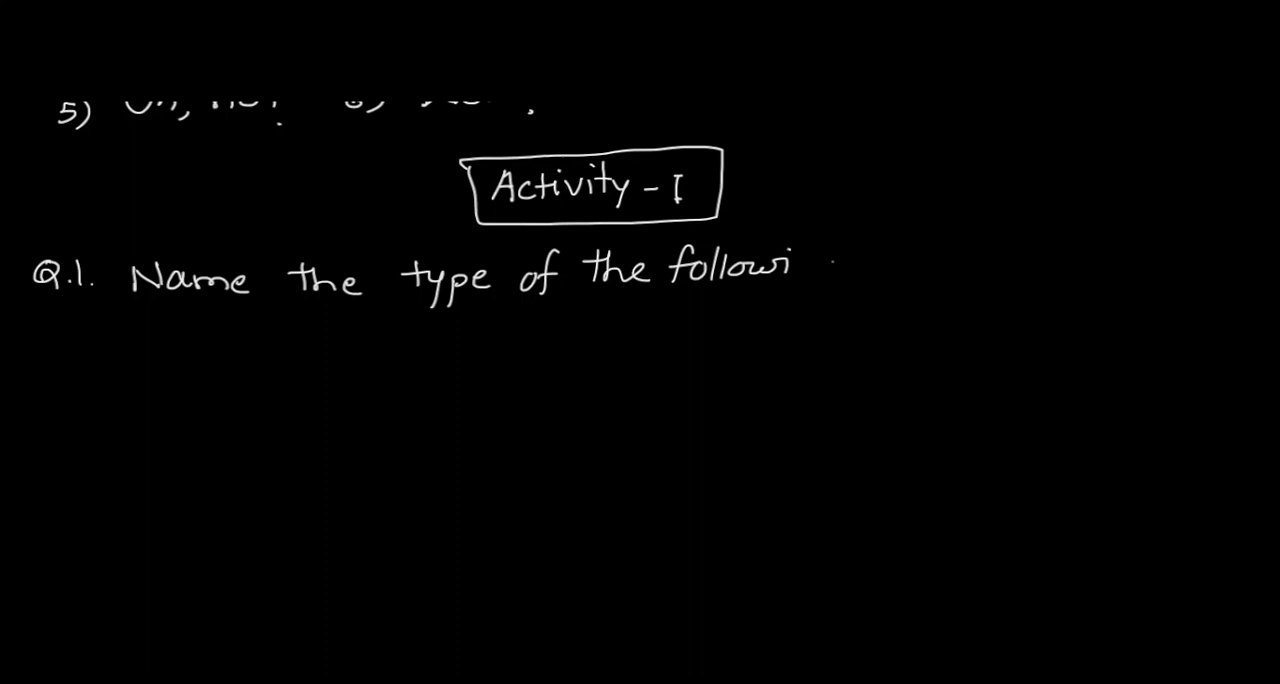 5)
Activity - I
Q.1. Name the type of the followi